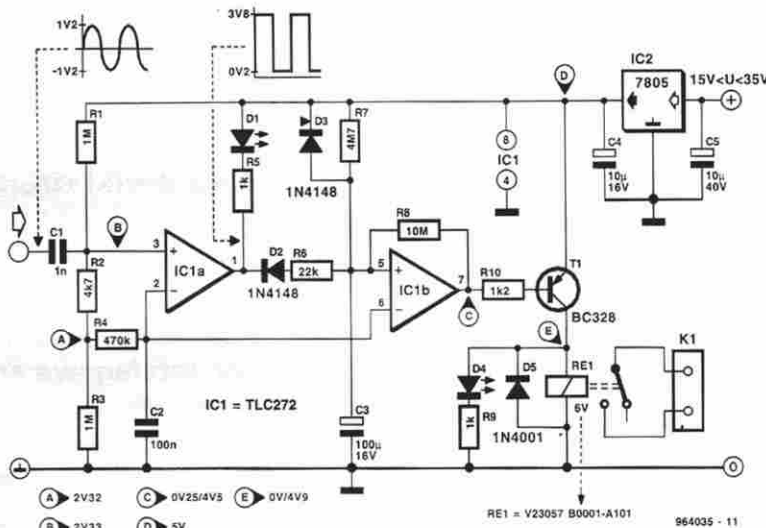 1V2
-1V2
3V8
0V2
D
IC2
7805
15V<U<35V
R1
1M
D1
D3
R7
4M7
R5
1k
1N4148
8
IC1
4
C4
10µ
16V
C5
10µ
40V
C1
1n
B
3
2
IC1a
1
D2
1N4148
R6
22k
R8
10M
5
6
IC1b
7
C
R10
1k2
T1
BC328
R2
4k7
A
R4
470k
R3
1M
C2
100n
IC1 = TLC272
C3
100µ
16V
E
D4
R9
1k
D5
1N4001
RE1
6V
K1
0
A 2V32
C 0V25/4V5
E 0V/4V9
B 2V33
D 5V
RE1 = V23057 B0001-A101
964035 - 11